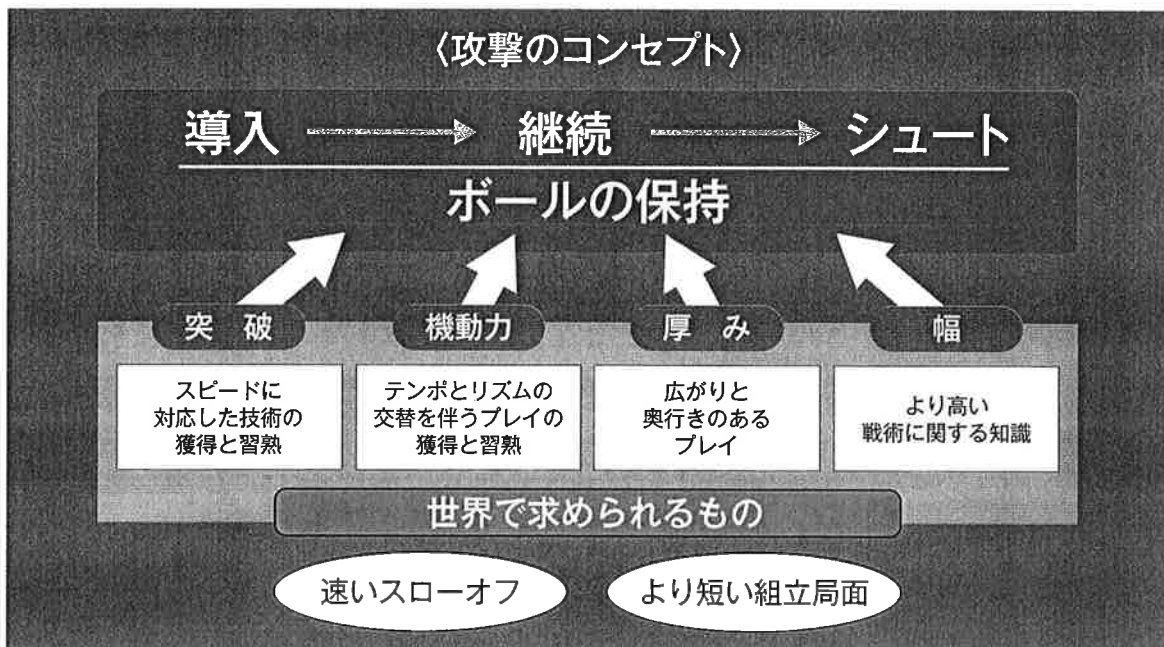 〈攻撃のコンセプト〉
導入 継続 シュート
ボールの保持
突破 機動力 厚み 幅
スピードに
対応した技術の
獲得と習熟
テンポとリズムの
交替を伴うプレイの
獲得と習熟
広がりと
奥行きのある
プレイ
より高い
戦術に関する知識
世界で求められるもの
速いスローオフ
より短い組立局面